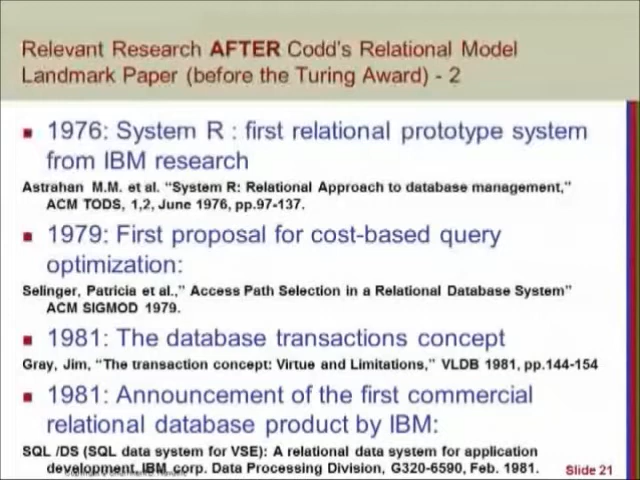 Relevant Research AFTER Codd's Relational Model
Landmark Paper (before the Turing Award) - 2
1976: System R : first relational prototype system
from IBM research
Astrahan M.M. et al. "System R: Relational Approach to database management,"
ACM TODS, 1,2, June 1976, pp.97-137.
1979: First proposal for cost-based query
optimization:
Selinger, Patricia et al.," Access Path Selection in a Relational Database System"
ACM SIGMOD 1979.
1981: The database transactions concept
Gray, Jim, "The transaction concept: Virtue and Limitations," VLDB 1981, pp.144-154
1981: Announcement of the first commercial
relational database product by IBM:
SQL /DS (SQL data system for VSE): A relational data system for application
development, IBM corp. Data Processing Division, G320-6590, Feb. 1981.
Slide 21